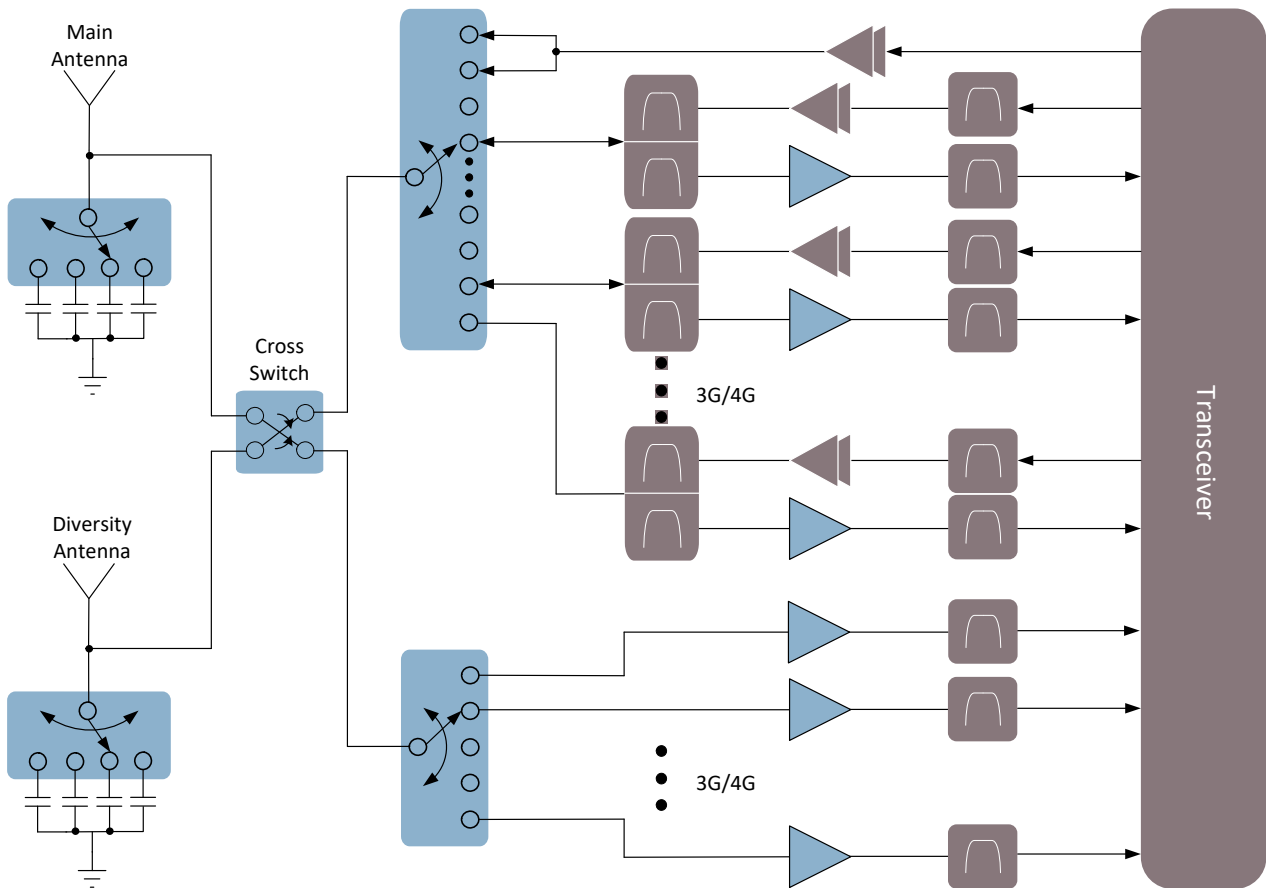 Main
Antenna
Cross
Switch
3G/4G
Diversity
Antenna
3G/4G
Transceiver